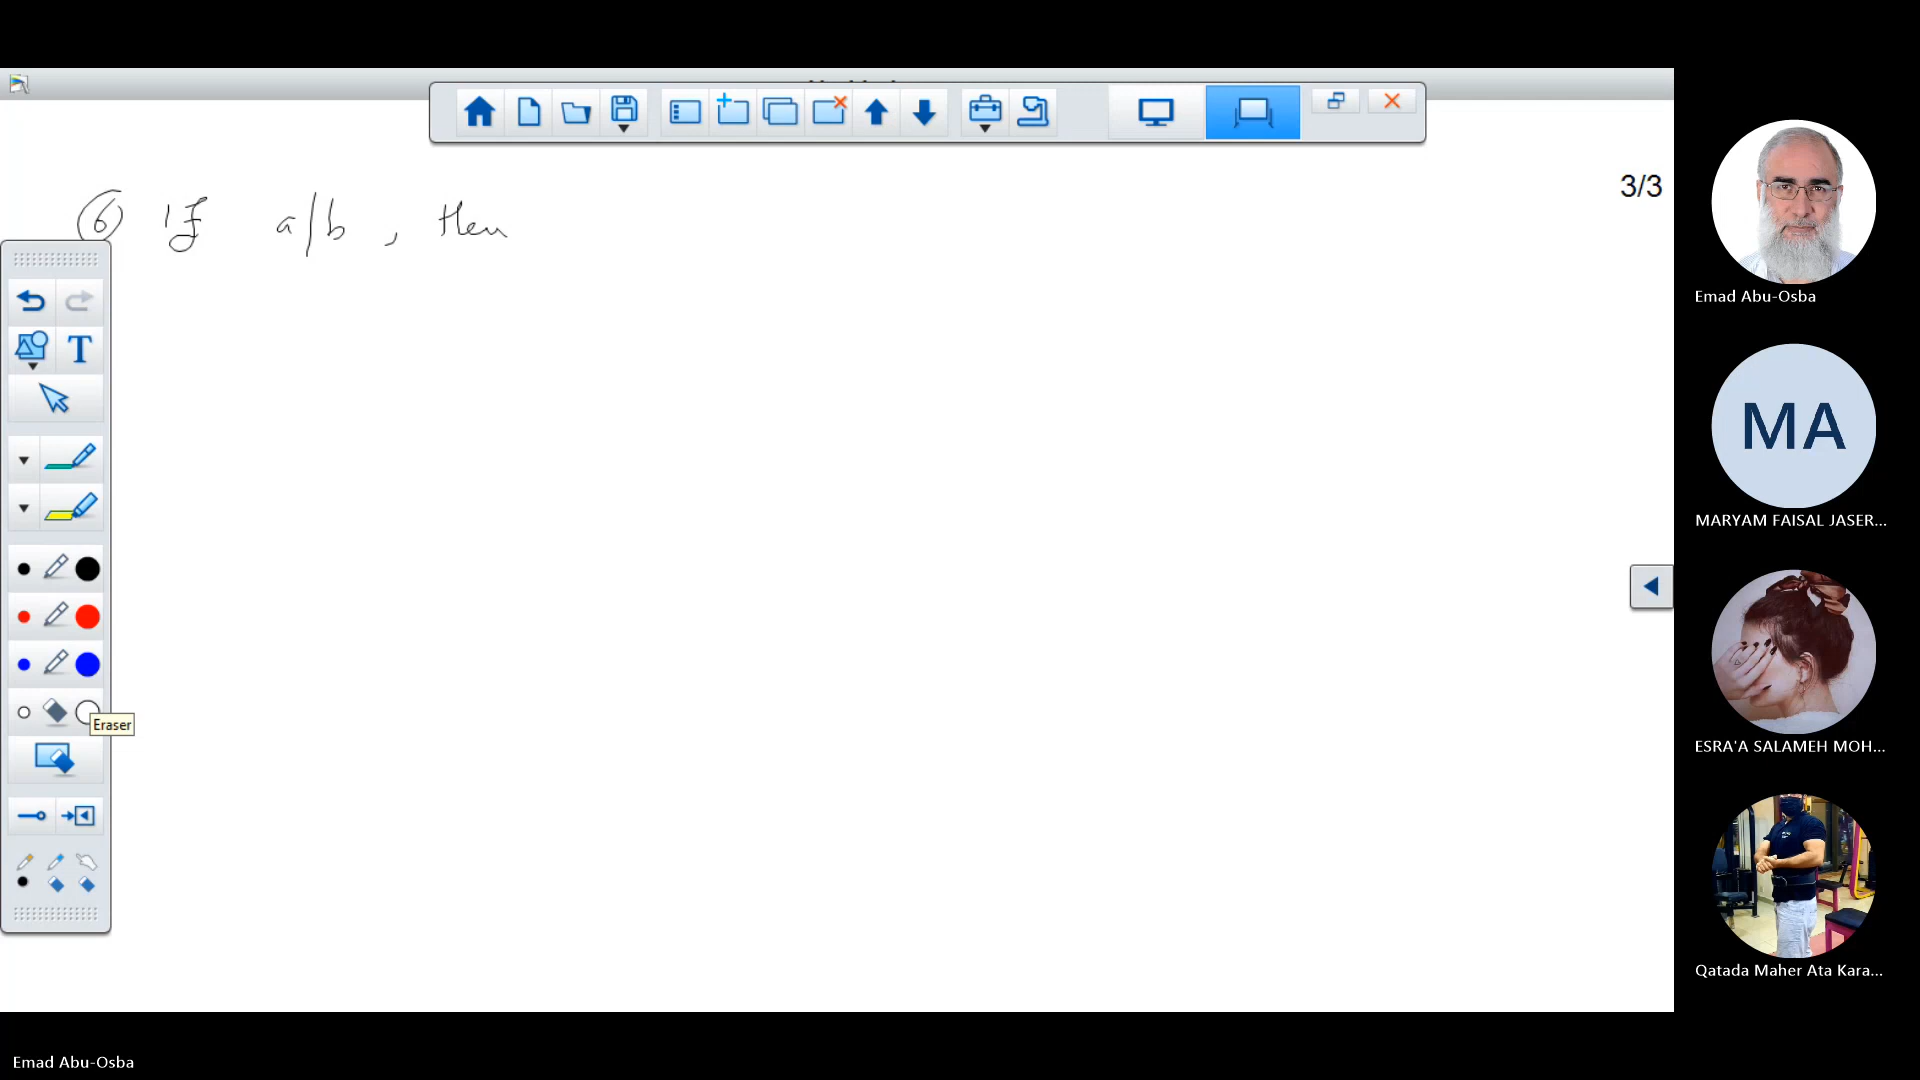 3/3
⑥ If a/b , then
T
Eraser
Emad Abu-Osba
MA
MARYAM FAISAL JASER...
ESRA'A SALAMEH MOH...
Qatada Maher Ata Kara...
Emad Abu-Osba